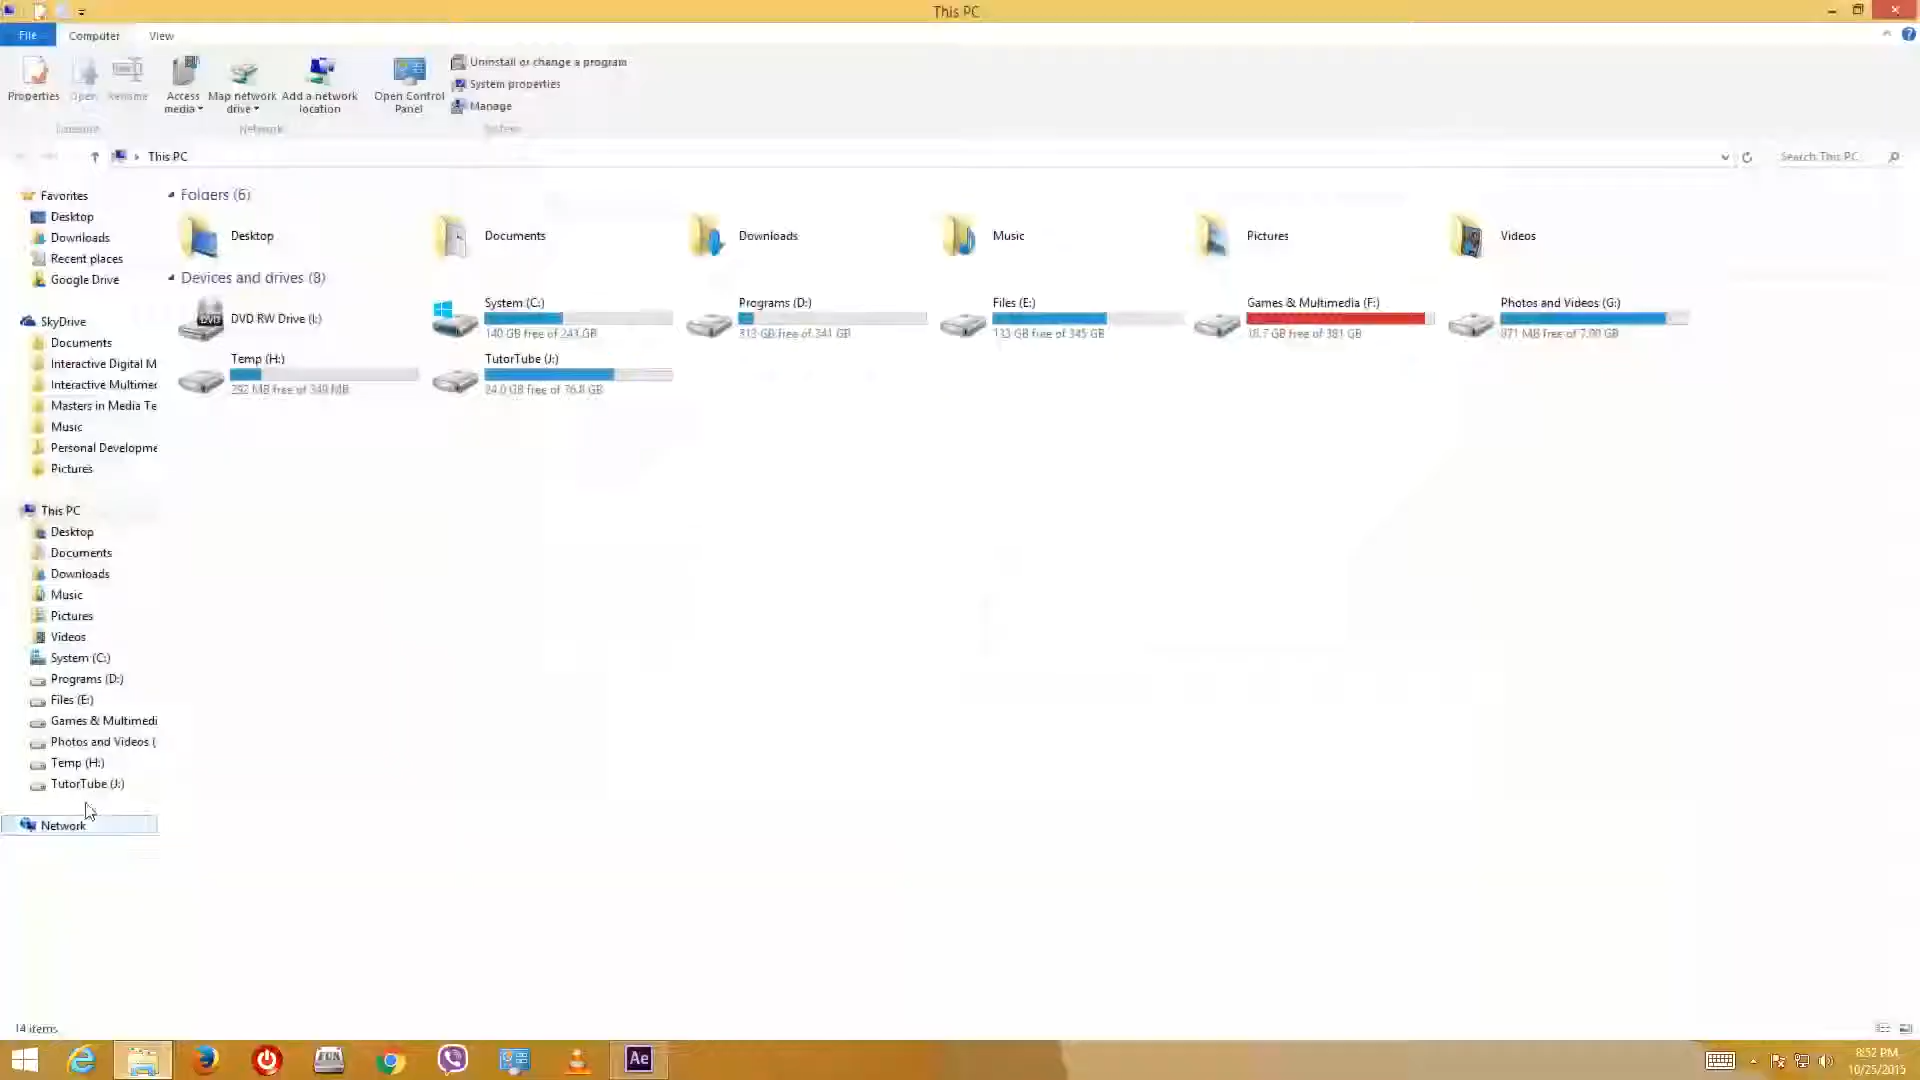 This PC
File Computer View
Properties Open Rename Access media Map network drive Add a network location Open Control Panel
Uninstall or change a program
System properties
Manage
Network System
This PC Search This PC
Favorites
Desktop
Downloads
Recent places
Google Drive
SkyDrive
Documents
Interactive Digital M
Interactive Multimec
Masters in Media Te
Music
Personal Developme
Pictures
This PC
Desktop
Documents
Downloads
Music
Pictures
Videos
System (C:)
Programs (D:)
Files (E:)
Games & Multimedi
Photos and Videos (
Temp (H:)
TutorTube (J:)
Network
Folders (6)
Desktop Documents Downloads Music Pictures Videos
Devices and drives (8)
DVD RW Drive (I:)
DVD
System (C:)
140 GB free of 243 GB
Programs (D:)
313 GB free of 341 GB
Files (E:)
133 GB free of 345 GB
Games & Multimedia (F:)
18.7 GB free of 381 GB
Photos and Videos (G:)
871 MB free of
Temp (H:)
292 MB free of 349 MB
TutorTube (J:)
24.0 GB free of 76.8 GB
14 items
FUN
Ae
8:52 PM
10/25/2015